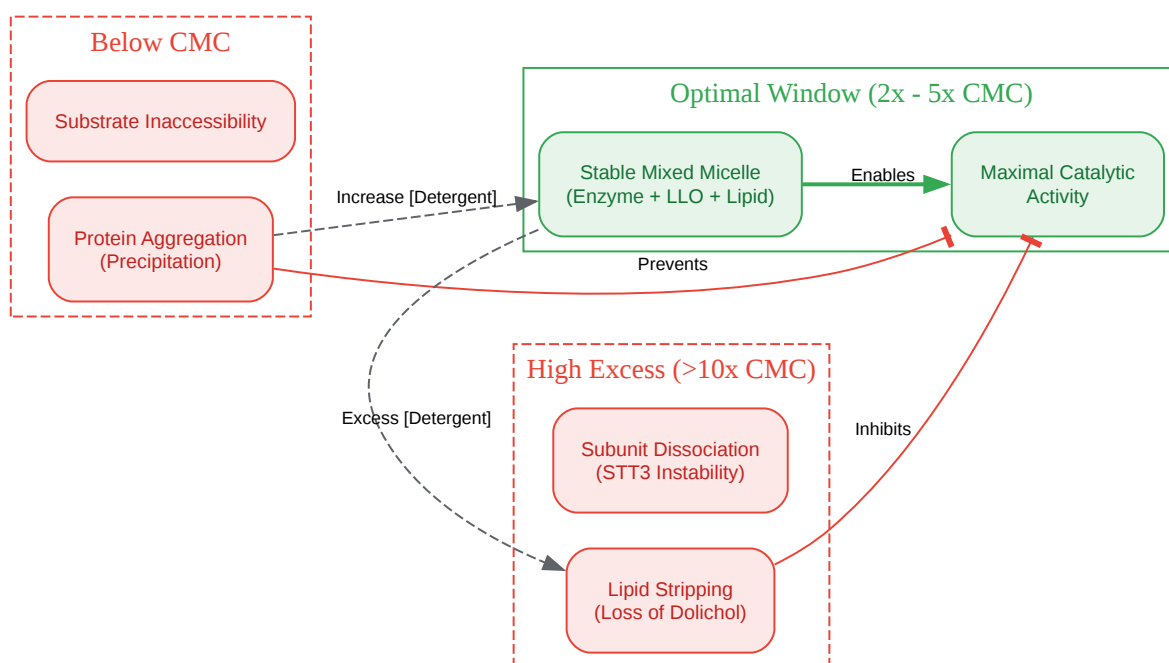 Below CMC
Substrate Inaccessibility
Protein Aggregation
(Precipitation)
Increase [Detergent]
Optimal Window (2x - 5x CMC)
Stable Mixed Micelle
(Enzyme + LLO + Lipid)
Enables
Maximal Catalytic
Activity
Prevents
Excess [Detergent]
High Excess (>10x CMC)
Subunit Dissociation
(STT3 Instability)
Inhibits
Lipid Stripping
(Loss of Dolichol)